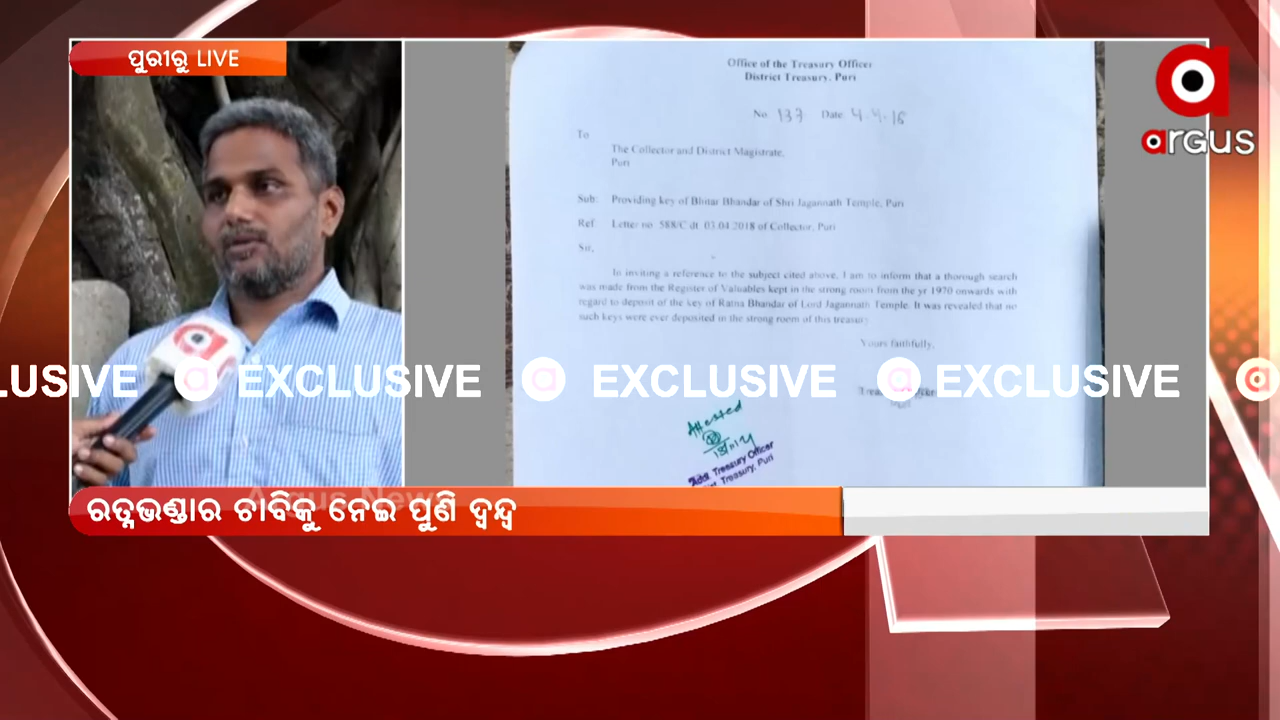 ପୁରୀରୁ LIVE
argus
Office of the Treasury Officer
District Treasury, Puri
No. 137 Date 4.4.18
To
The Collector and District Magistrate,
Puri
Sub: Providing key of Bhitar Bhandar of Shri Jagannath Temple, Puri
Ref: Letter no. 588/C dt. 03.04.2018 of Collector, Puri
Sir,
In inviting a reference to the subject cited above, I am to inform that a thorough search
was made from the Register of Valuables kept in the strong room from the yr 1970 onwards with
regard to deposit of the key of Ratna Bhandar of Lord Jagannath Temple. It was revealed that no
such keys were ever deposited in the strong room of this treasury
Yours faithfully,
LUSIVE EXCLUSIVE EXCLUSIVE EXCLUSIVE
Attested
Treasury Officer
Treasury, Puri
Argus News
ରତ୍ନଭଣ୍ଡାର ଚାବିକୁ ନେଇ ପୁଣି ଦ୍ବନ୍ଦ୍ବ